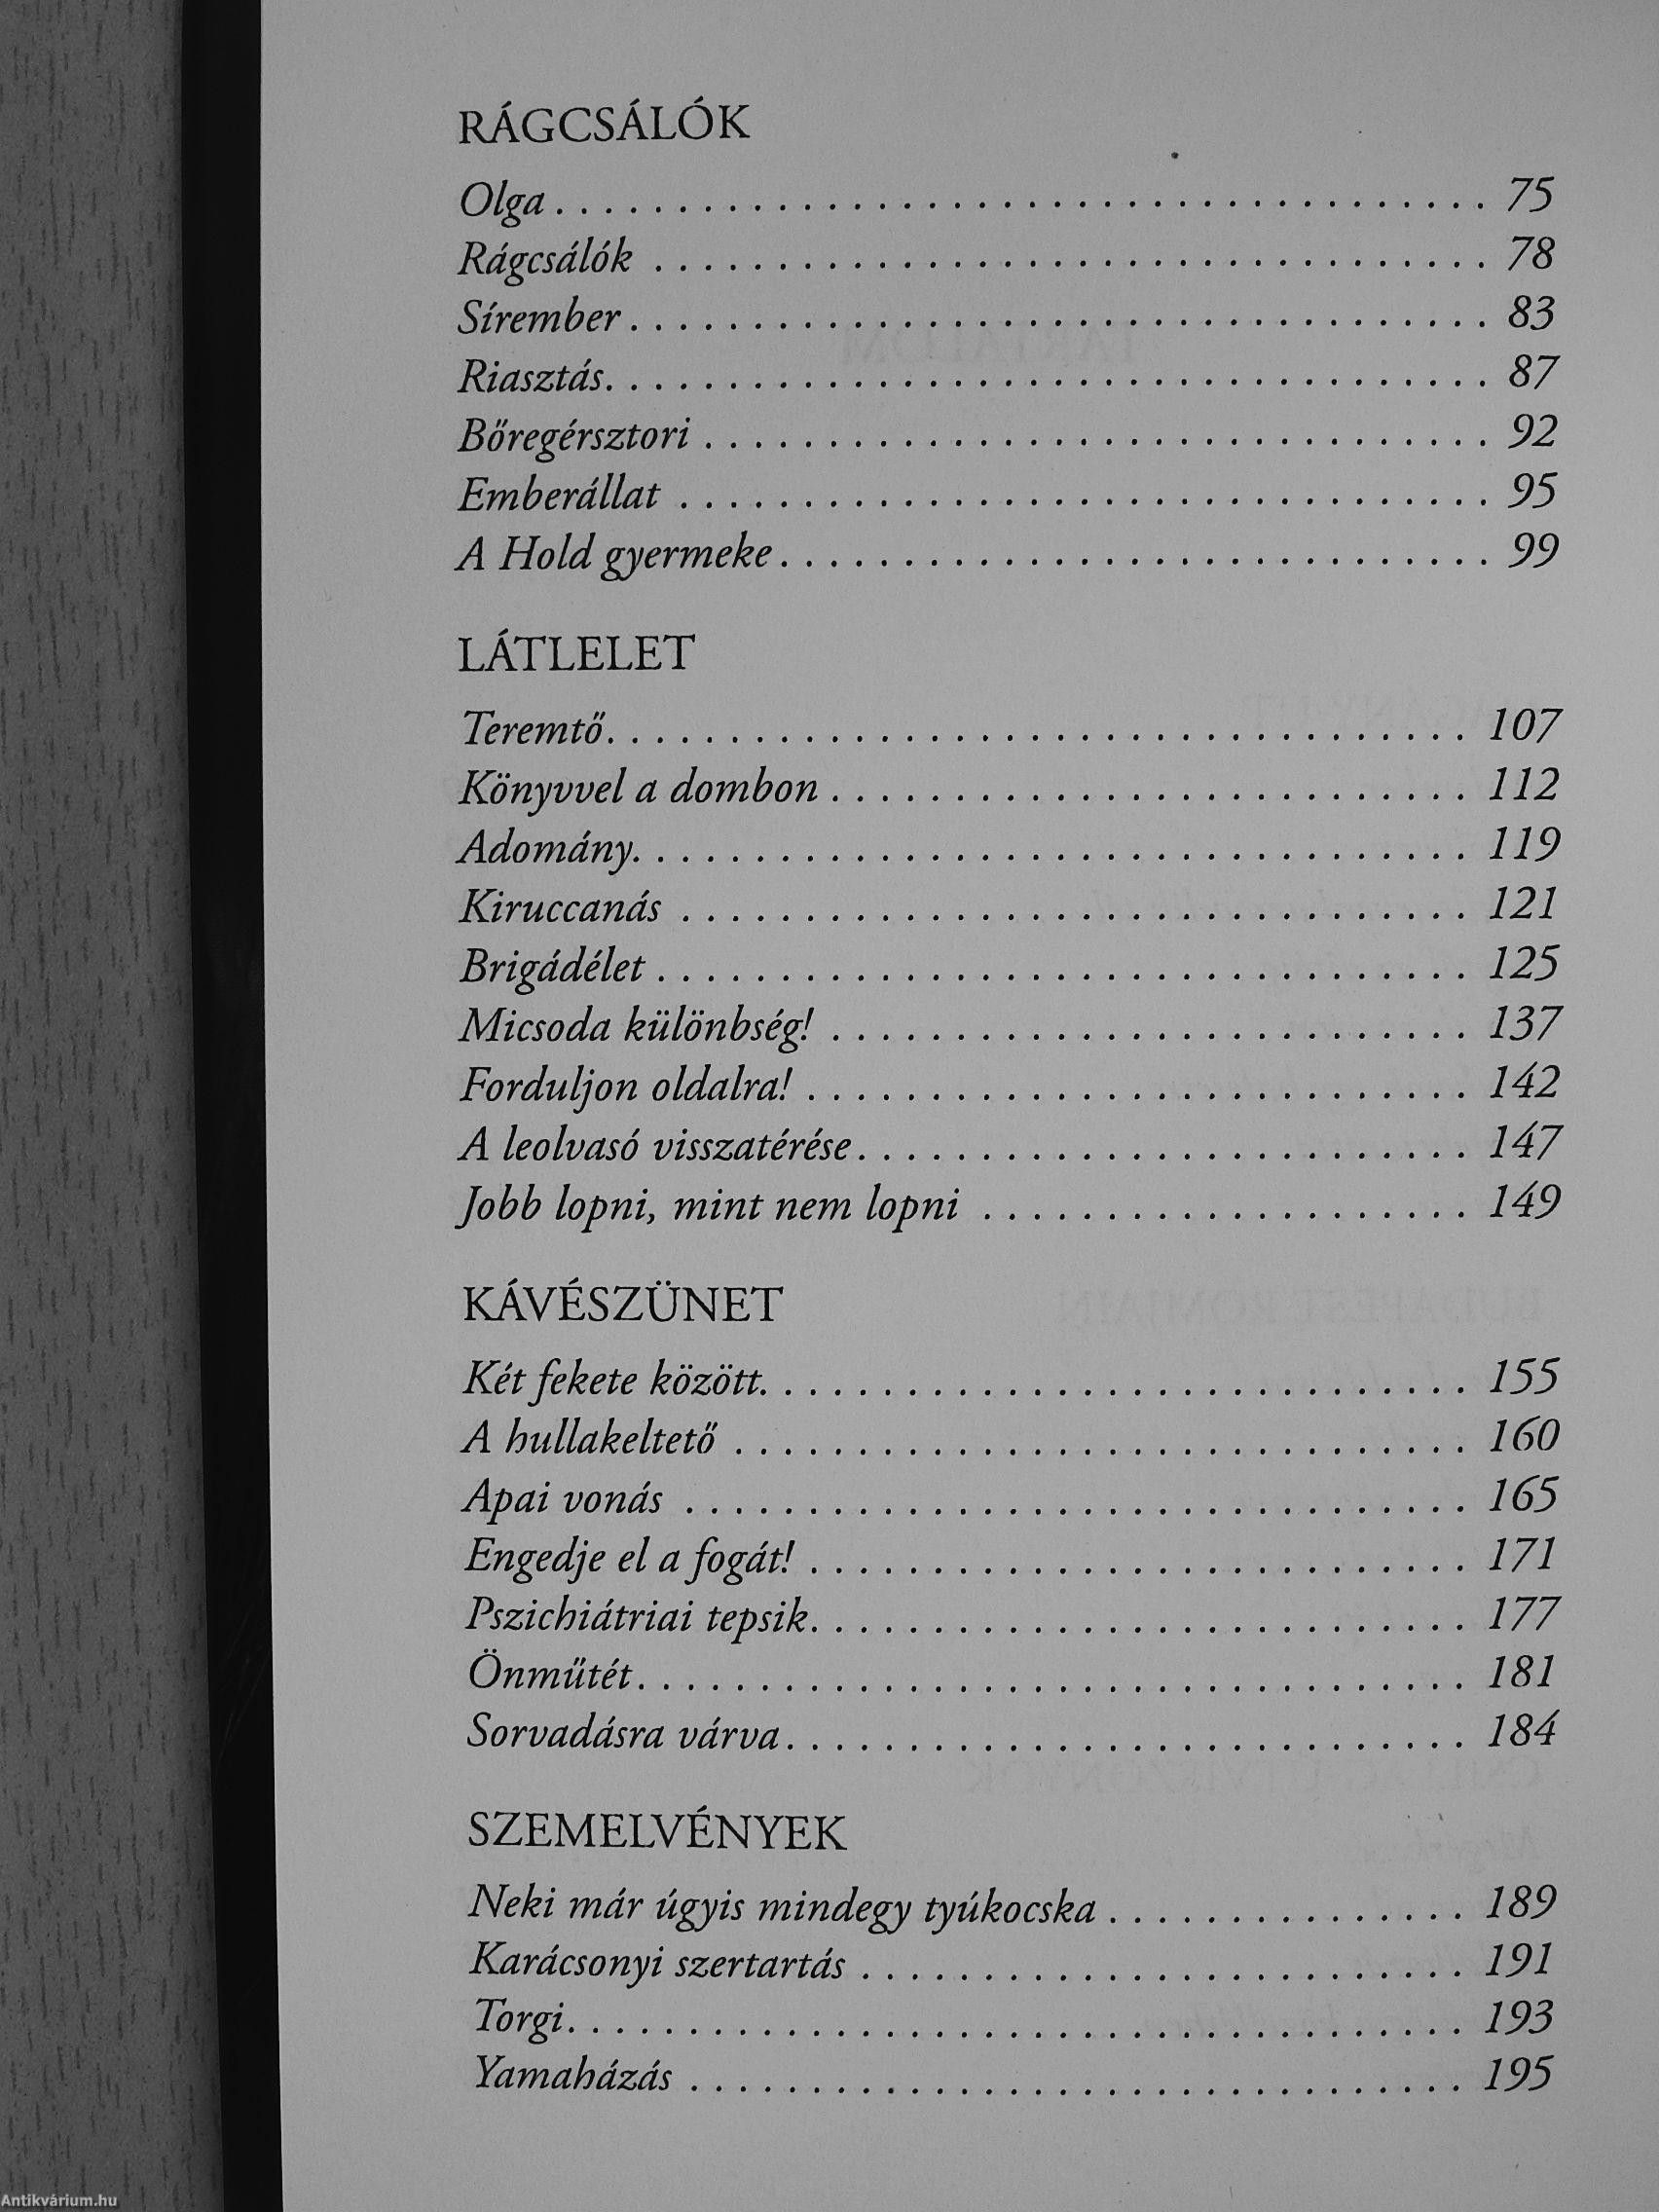 RÁGCSÁLÓK
Olga . . . . . . . . . . . . . . . . . . . . 75
Rágcsálók . . . . . . . . . . . . . . . . . . . . 78
Sírember . . . . . . . . . . . . . . . . . . . . 83
Riasztás . . . . . . . . . . . . . . . . . . . . 87
Bőregérsztori . . . . . . . . . . . . . . . . . . . . 92
Emberállat . . . . . . . . . . . . . . . . . . . . 95
A Hold gyermeke . . . . . . . . . . . . . . . . . . . . 99
LÁTLELET
Teremtő . . . . . . . . . . . . . . . . . . . . 107
Könyvvel a dombon . . . . . . . . . . . . . . . . . . . . 112
Adomány . . . . . . . . . . . . . . . . . . . . 119
Kiruccanás . . . . . . . . . . . . . . . . . . . . 121
Brigádélet . . . . . . . . . . . . . . . . . . . . 125
Micsoda különbség! . . . . . . . . . . . . . . . . . . . . 137
Forduljon oldalra! . . . . . . . . . . . . . . . . . . . . 142
A leolvasó visszatérése . . . . . . . . . . . . . . . . . . . . 147
Jobb lopni, mint nem lopni . . . . . . . . . . . . . . . . . . . . 149
KÁVÉSZÜNET
Két fekete között . . . . . . . . . . . . . . . . . . . . 155
A hullakeltető . . . . . . . . . . . . . . . . . . . . 160
Apai vonás . . . . . . . . . . . . . . . . . . . . 165
Engedje el a fogát! . . . . . . . . . . . . . . . . . . . . 171
Pszichiátriai tepsik . . . . . . . . . . . . . . . . . . . . 177
Önműtét . . . . . . . . . . . . . . . . . . . . 181
Sorvadásra várva . . . . . . . . . . . . . . . . . . . . 184
SZEMELVÉNYEK
Neki már úgyis mindegy tyúkocska . . . . . . . . . . . . . . . 189
Karácsonyi szertartás . . . . . . . . . . . . . . . . . . . . 191
Torgi . . . . . . . . . . . . . . . . . . . . 193
Yamaházás . . . . . . . . . . . . . . . . . . . . 195
Antikvárium.hu